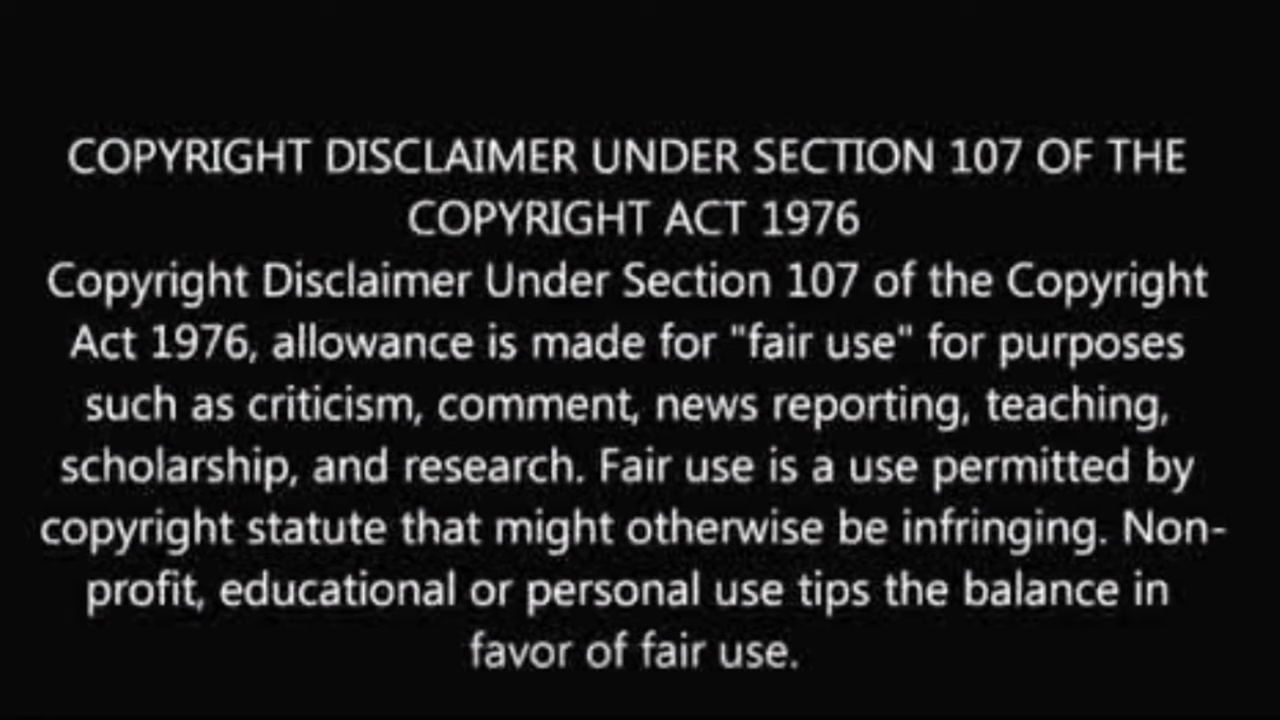 COPYRIGHT DISCLAIMER UNDER SECTION 107 OF THE
COPYRIGHT ACT 1976
Copyright Disclaimer Under Section 107 of the Copyright
Act 1976, allowance is made for "fair use" for purposes
such as criticism, comment, news reporting, teaching,
scholarship, and research. Fair use is a use permitted by
copyright statute that might otherwise be infringing. Non-
profit, educational or personal use tips the balance in
favor of fair use.